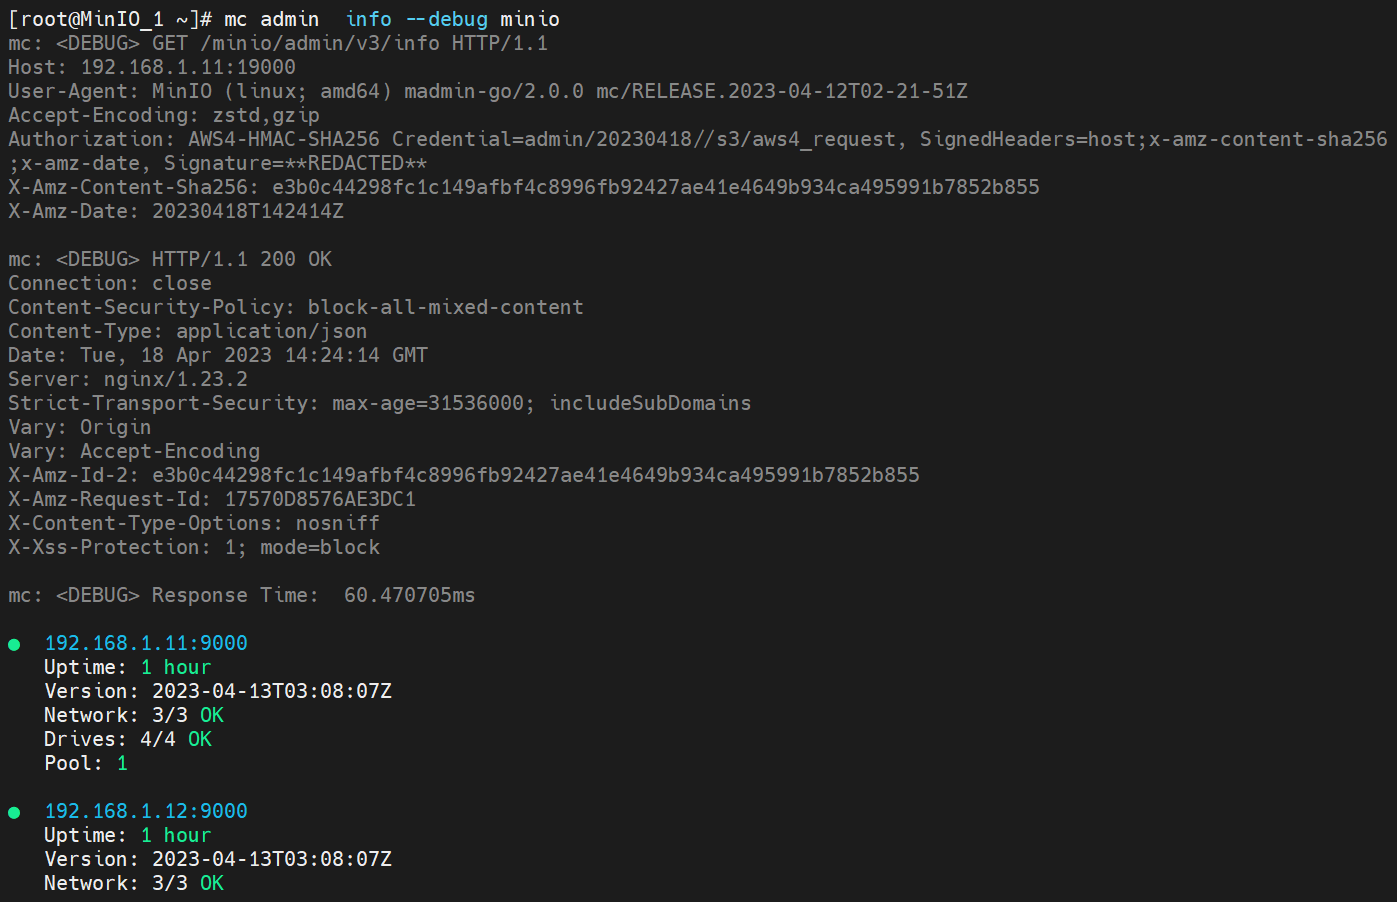 [root@MinIO_1 ~]# mc admin  info --debug minio
mc: <DEBUG> GET /minio/admin/v3/info HTTP/1.1
Host: 192.168.1.11:19000
User-Agent: MinIO (linux; amd64) madmin-go/2.0.0 mc/RELEASE.2023-04-12T02-21-51Z
Accept-Encoding: zstd,gzip
Authorization: AWS4-HMAC-SHA256 Credential=admin/20230418//s3/aws4_request, SignedHeaders=host;x-amz-content-sha256
;x-amz-date, Signature=**REDACTED**
X-Amz-Content-Sha256: e3b0c44298fc1c149afbf4c8996fb92427ae41e4649b934ca495991b7852b855
X-Amz-Date: 20230418T142414Z
mc: <DEBUG> HTTP/1.1 200 OK
Connection: close
Content-Security-Policy: block-all-mixed-content
Content-Type: application/json
Date: Tue, 18 Apr 2023 14:24:14 GMT
Server: nginx/1.23.2
Strict-Transport-Security: max-age=31536000; includeSubDomains
Vary: Origin
Vary: Accept-Encoding
X-Amz-Id-2: e3b0c44298fc1c149afbf4c8996fb92427ae41e4649b934ca495991b7852b855
X-Amz-Request-Id: 17570D8576AE3DC1
X-Content-Type-Options: nosniff
X-Xss-Protection: 1; mode=block
mc: <DEBUG> Response Time:  60.470705ms
● 192.168.1.11:9000
Uptime: 1 hour
Version: 2023-04-13T03:08:07Z
Network: 3/3 OK
Drives: 4/4 OK
Pool: 1
● 192.168.1.12:9000
Uptime: 1 hour
Version: 2023-04-13T03:08:07Z
Network: 3/3 OK